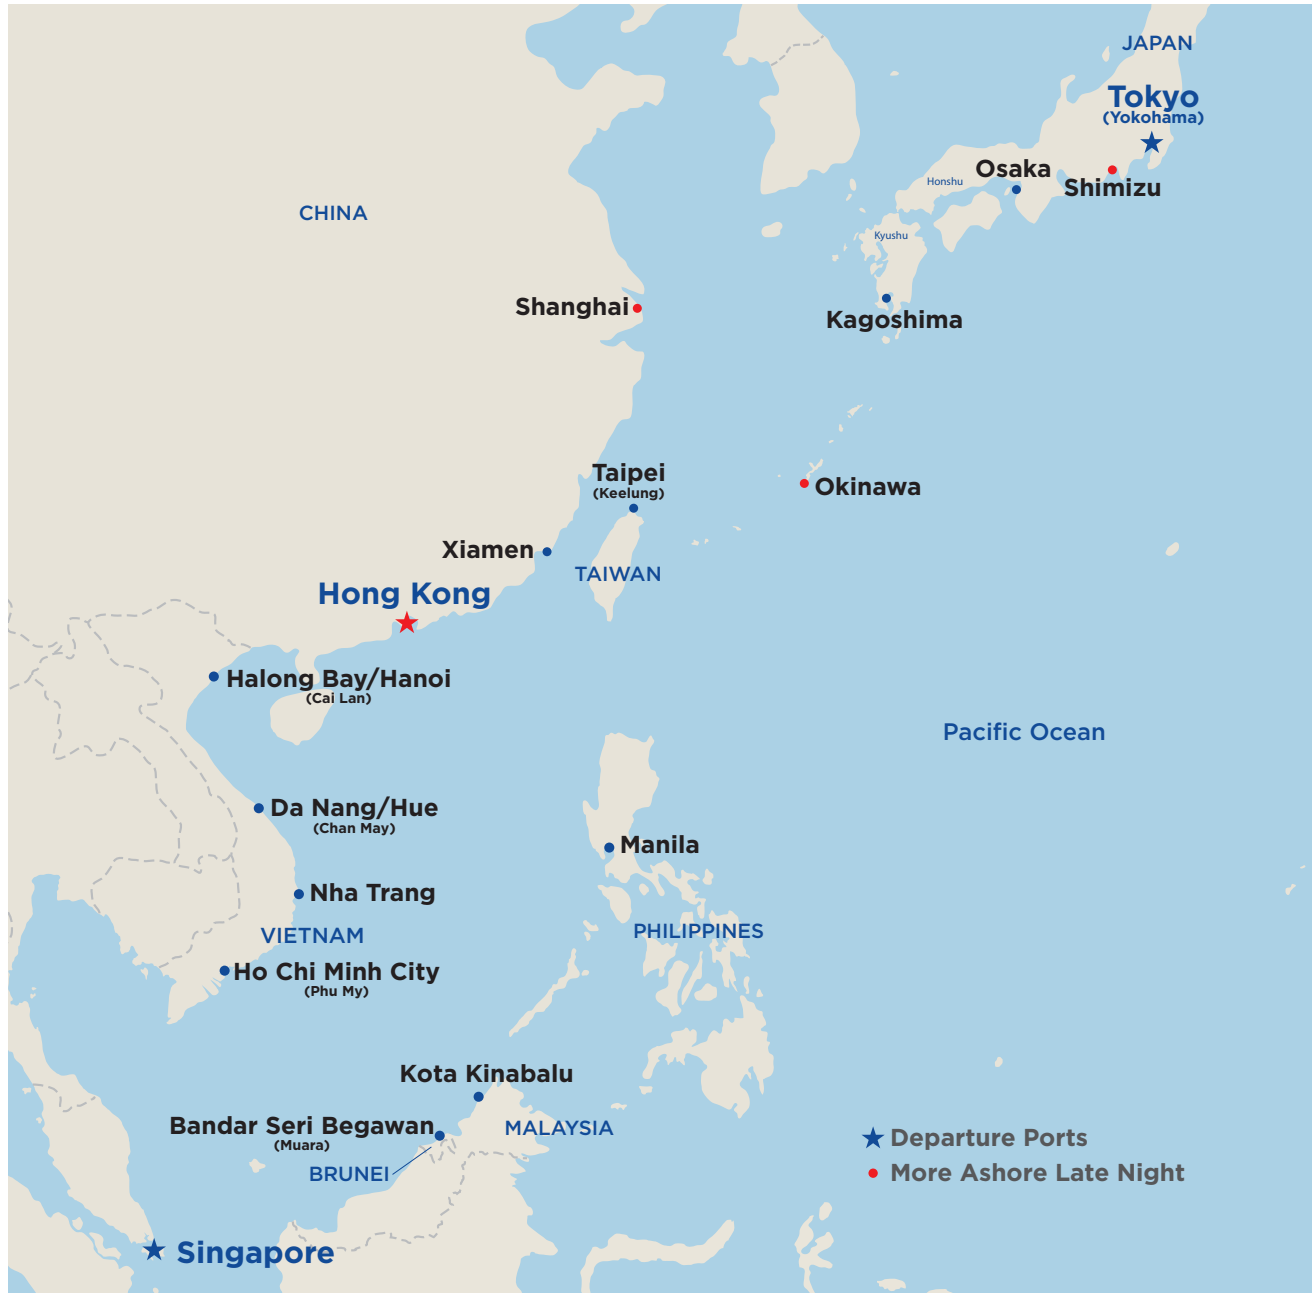 JAPAN
Tokyo
(Yokohama)
Osaka
Honshu
Shimizu
CHINA
Kyushu
Shanghai
Kagoshima
Taipei
(Keelung)
Okinawa
Xiamen
TAIWAN
Hong Kong
Halong Bay/Hanoi
(Cai Lan)
Pacific Ocean
Da Nang/Hue
(Chan May)
Manila
Nha Trang
PHILIPPINES
VIETNAM
Ho Chi Minh City
(Phu My)
Kota Kinabalu
Bandar Seri Begawan
(Muara)
MALAYSIA
BRUNEI
Departure Ports
More Ashore Late Night
Singapore